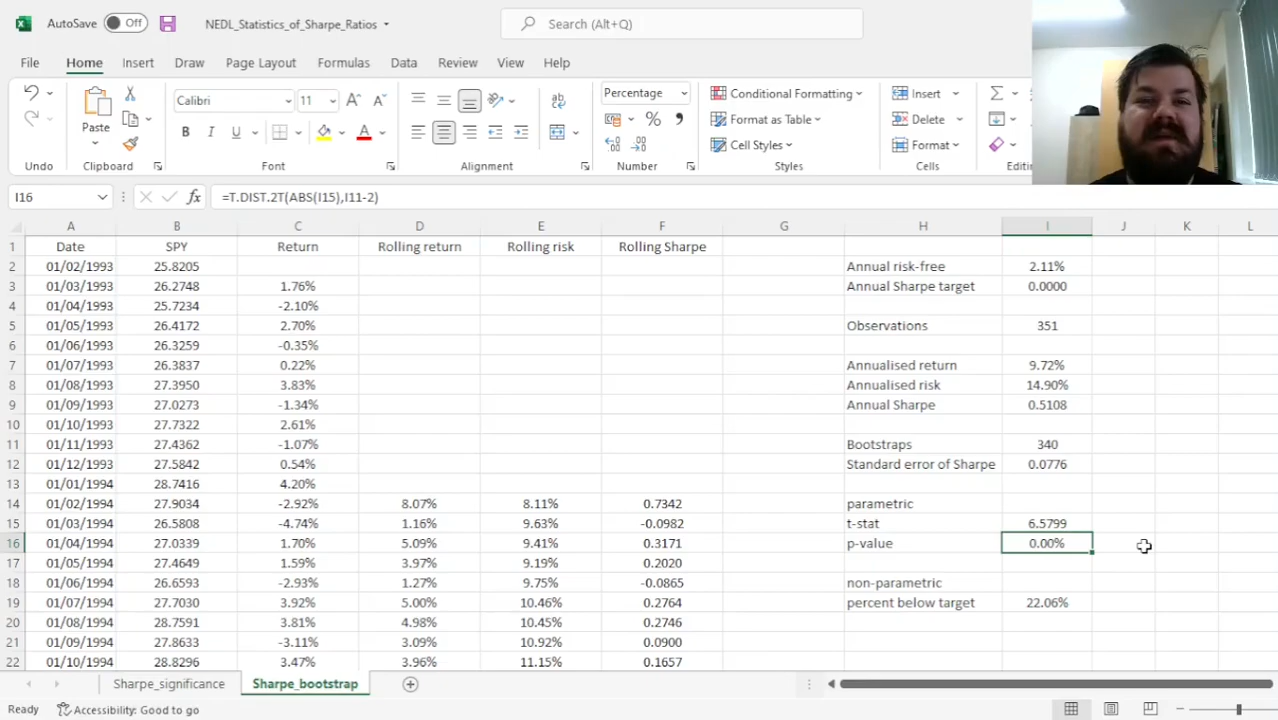 AutoSave Off NEDL_Statistics_of_Sharpe_Ratios Search (Alt+Q)
File Home Insert Draw Page Layout Formulas Data Review View Help
Calibri 11 Percentage Conditional Formatting Insert
Paste B I U Format as Table Delete
Cell Styles Format
Undo Clipboard Font Alignment Number Styles Cells Editin
I16 fx =T.DIST.2T(ABS(I15),I11-2)
A B C D E F G H I J K L
1 Date SPY Return Rolling return Rolling risk Rolling Sharpe
2 01/02/1993 25.8205 Annual risk-free 2.11%
3 01/03/1993 26.2748 1.76% Annual Sharpe target 0.0000
4 01/04/1993 25.7234 -2.10%
5 01/05/1993 26.4172 2.70% Observations 351
6 01/06/1993 26.3259 -0.35%
7 01/07/1993 26.3837 0.22% Annualised return 9.72%
8 01/08/1993 27.3950 3.83% Annualised risk 14.90%
9 01/09/1993 27.0273 -1.34% Annual Sharpe 0.5108
10 01/10/1993 27.7322 2.61%
11 01/11/1993 27.4362 -1.07% Bootstraps 340
12 01/12/1993 27.5842 0.54% Standard error of Sharpe 0.0776
13 01/01/1994 28.7416 4.20%
14 01/02/1994 27.9034 -2.92% 8.07% 8.11% 0.7342 parametric
15 01/03/1994 26.5808 -4.74% 1.16% 9.63% -0.0982 t-stat 6.5799
16 01/04/1994 27.0339 1.70% 5.09% 9.41% 0.3171 p-value 0.00%
17 01/05/1994 27.4649 1.59% 3.97% 9.19% 0.2020
18 01/06/1994 26.6593 -2.93% 1.27% 9.75% -0.0865 non-parametric
19 01/07/1994 27.7030 3.92% 5.00% 10.46% 0.2764 percent below target 22.06%
20 01/08/1994 28.7591 3.81% 4.98% 10.45% 0.2746
21 01/09/1994 27.8633 -3.11% 3.09% 10.92% 0.0900
22 01/10/1994 28.8296 3.47% 3.96% 11.15% 0.1657
Sharpe_significance Sharpe_bootstrap
Ready Accessibility: Good to go